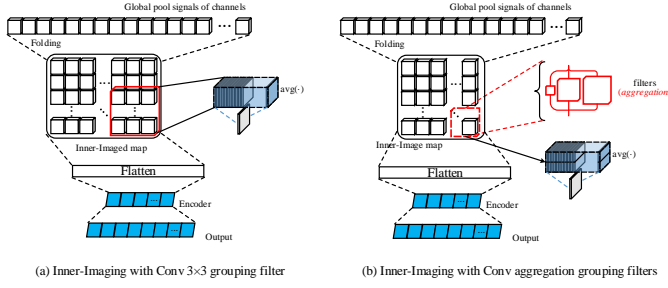 Global pool signals of channels
Folding
Inner-Imaged map
avg(·)
Flatten
Encoder
Output
(a) Inner-Imaging with Conv 3×3 grouping filter
Global pool signals of channels
Folding
filters
(aggregation
Inner-Image map
avg(·)
Flatten
Encoder
Output
(b) Inner-Imaging with Conv aggregation grouping filters